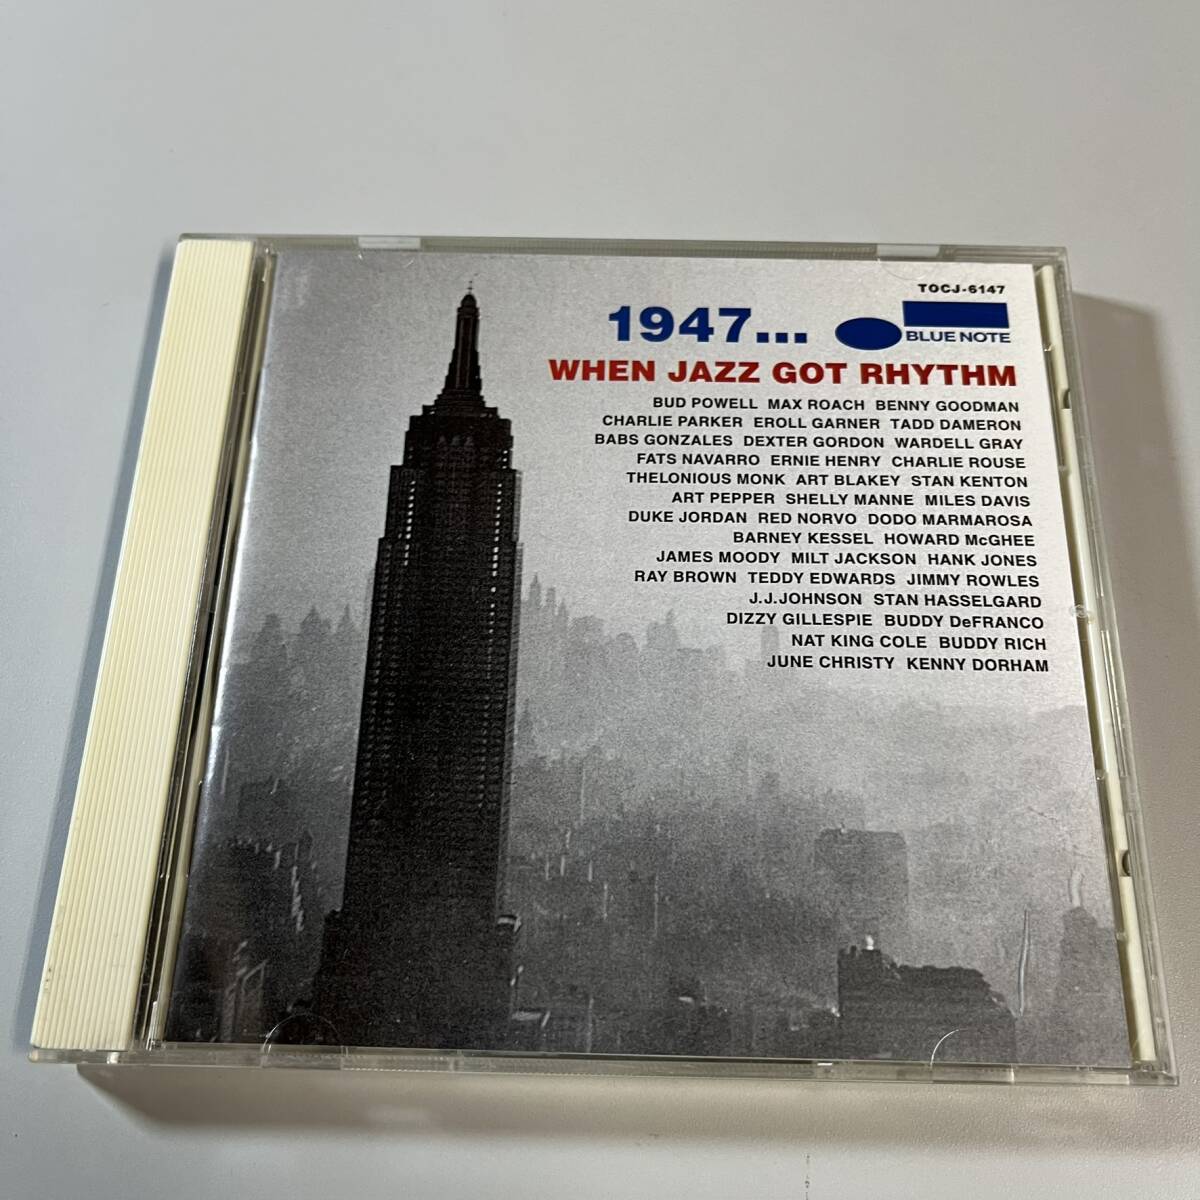 TOCJ-6147
1947...
BLUE NOTE
WHEN JAZZ GOT RHYTHM
BUD POWELL MAX ROACH BENNY GOODMAN
CHARLIE PARKER EROLL GARNER TADD DAMERON
BABS GONZALES DEXTER GORDON WARDELL GRAY
FATS NAVARRO ERNIE HENRY CHARLIE ROUSE
THELONIOUS MONK ART BLAKEY STAN KENTON
ART PEPPER SHELLY MANNE MILES DAVIS
DUKE JORDAN RED NORVO DODO MARMAROSA
BARNEY KESSEL HOWARD McGHEE
JAMES MOODY MILT JACKSON HANK JONES
RAY BROWN TEDDY EDWARDS JIMMY ROWLES
J.J.JOHNSON STAN HASSELGARD
DIZZY GILLESPIE BUDDY DeFRANCO
NAT KING COLE BUDDY RICH
JUNE CHRISTY KENNY DORHAM